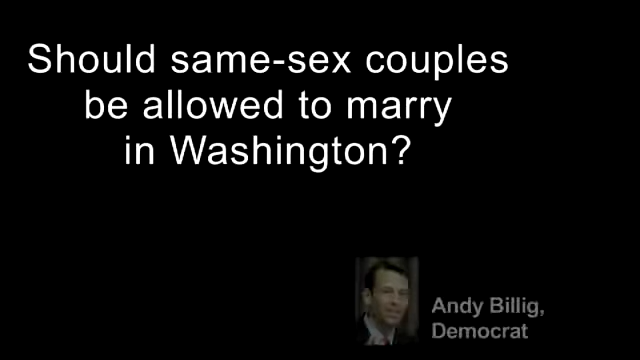 Should same-sex couples
be allowed to marry
in Washington?
Andy Billig,
Democrat